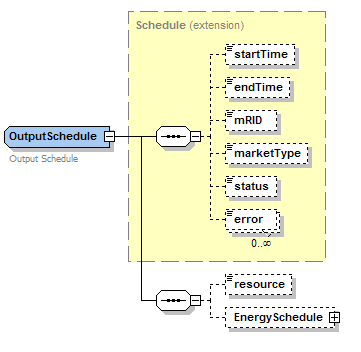 Schedule (extension)
startTime
endTime
mRID
marketType
status
error
0..∞
OutputSchedule
Output Schedule
resource
EnergySchedule